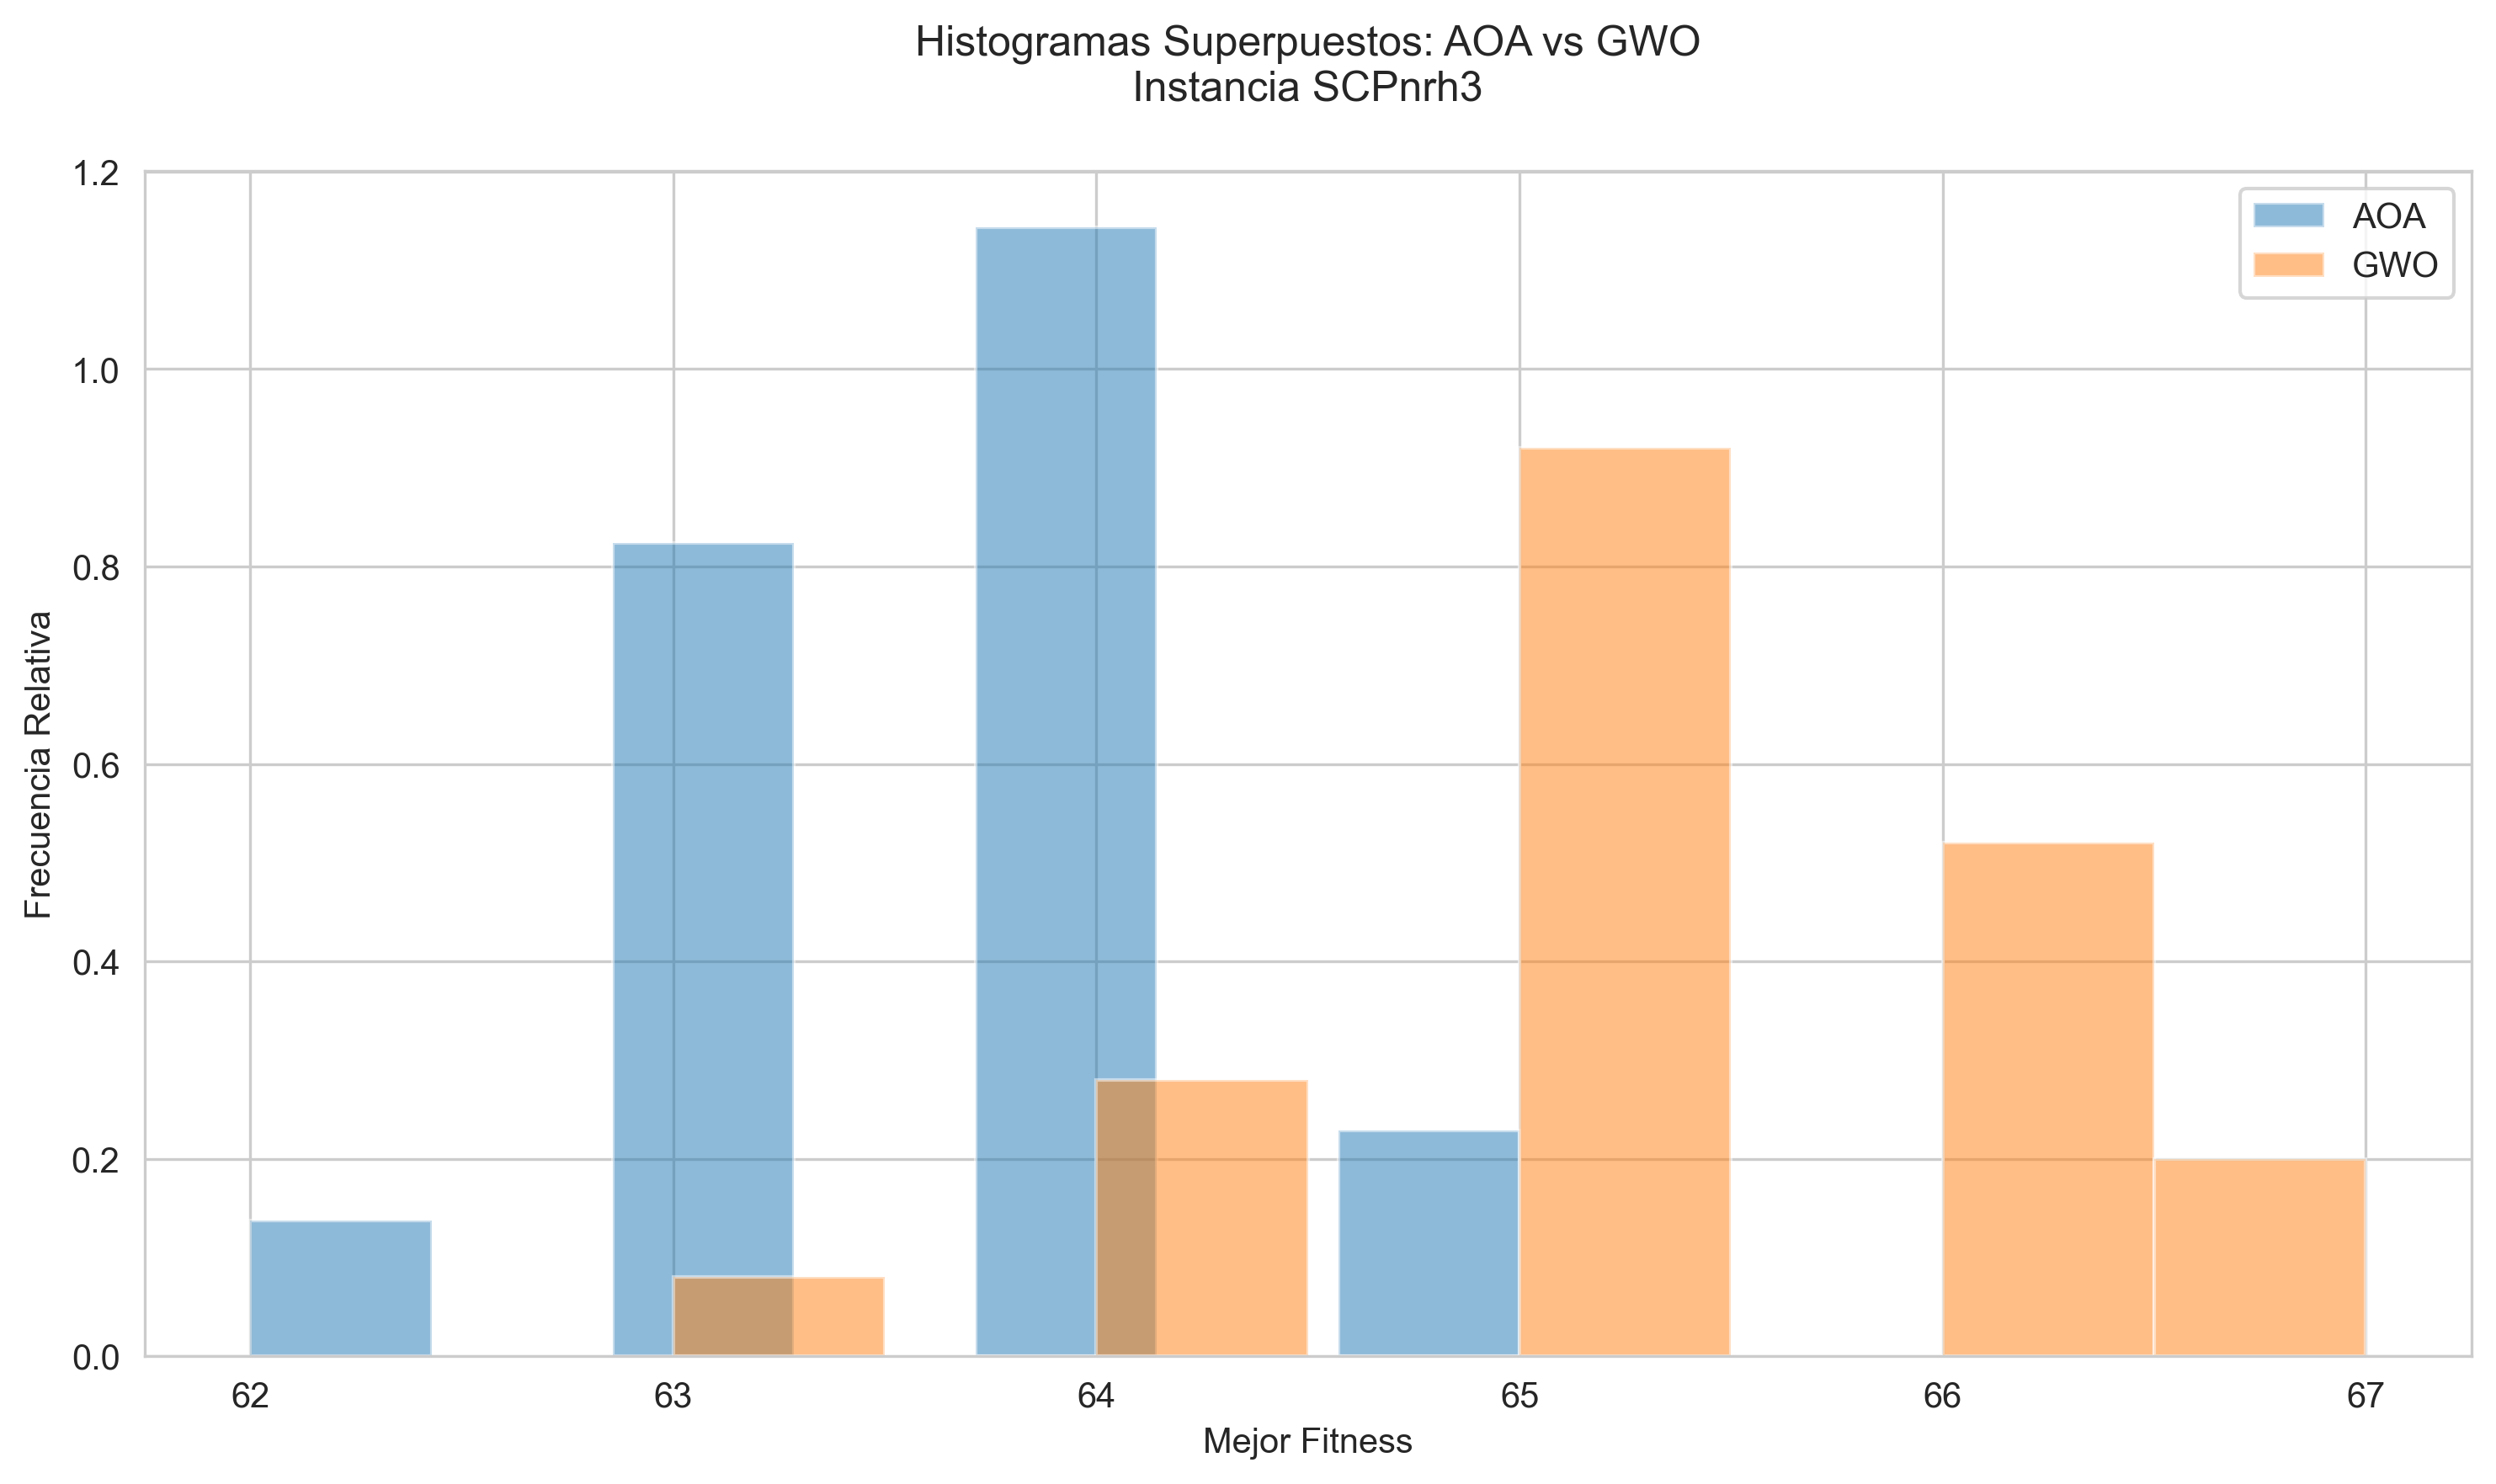 Histogramas Superpuestos: AOA vs GWO
Instancia SCPnrh3
1.2
1.0
0.8
0.6
0.4
0.2
0.0
Frecuencia Relativa
AOA
GWO
62 63 64 65 66 67
Mejor Fitness